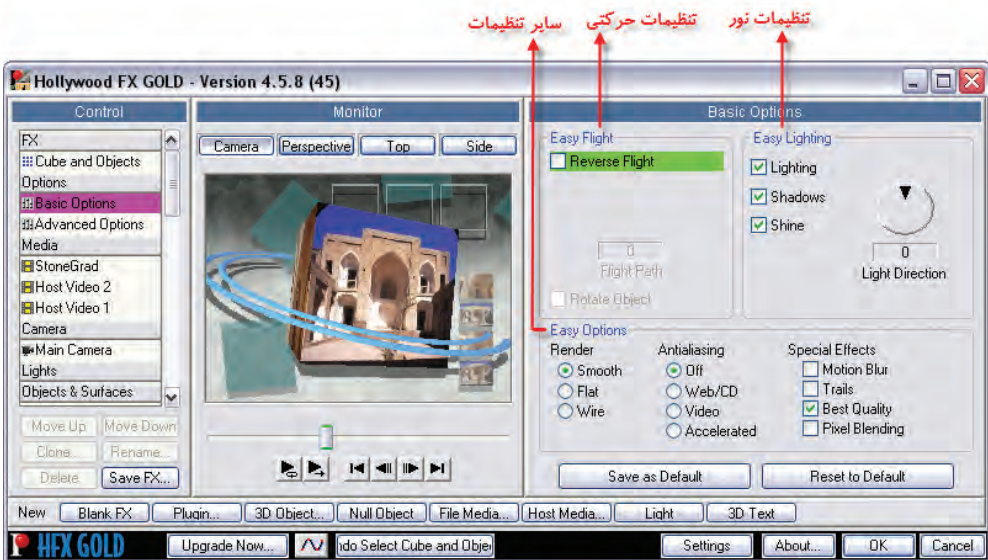 تنظیمات نور
تنظیمات حرکتی
سایر تنظیمات
Hollywood FX GOLD - Version 4.5.8 (45)
Control
FX
Cube and Objects
Options
Basic Options
Advanced Options
Media
StoneGrad
Host Video 2
Host Video 1
Camera
Main Camera
Lights
Objects & Surfaces
Move Up
Move Down
Clone...
Rename...
Delete
Save FX...
Monitor
Camera
Perspective
Top
Side
Basic Options
Easy Flight
Reverse Flight
0
Flight Path
Rotate Object
Easy Lighting
Lighting
Shadows
Shine
0
Light Direction
Easy Options
Render
Smooth
Flat
Wire
Antialiasing
Off
Web/CD
Video
Accelerated
Special Effects
Motion Blur
Trails
Best Quality
Pixel Blending
Save as Default
Reset to Default
New
Blank FX
Plugin...
3D Object...
Null Object
File Media...
Host Media...
Light
3D Text
HFX GOLD
Upgrade Now...
ndo Select Cube and Objec
Settings
About...
OK
Cancel